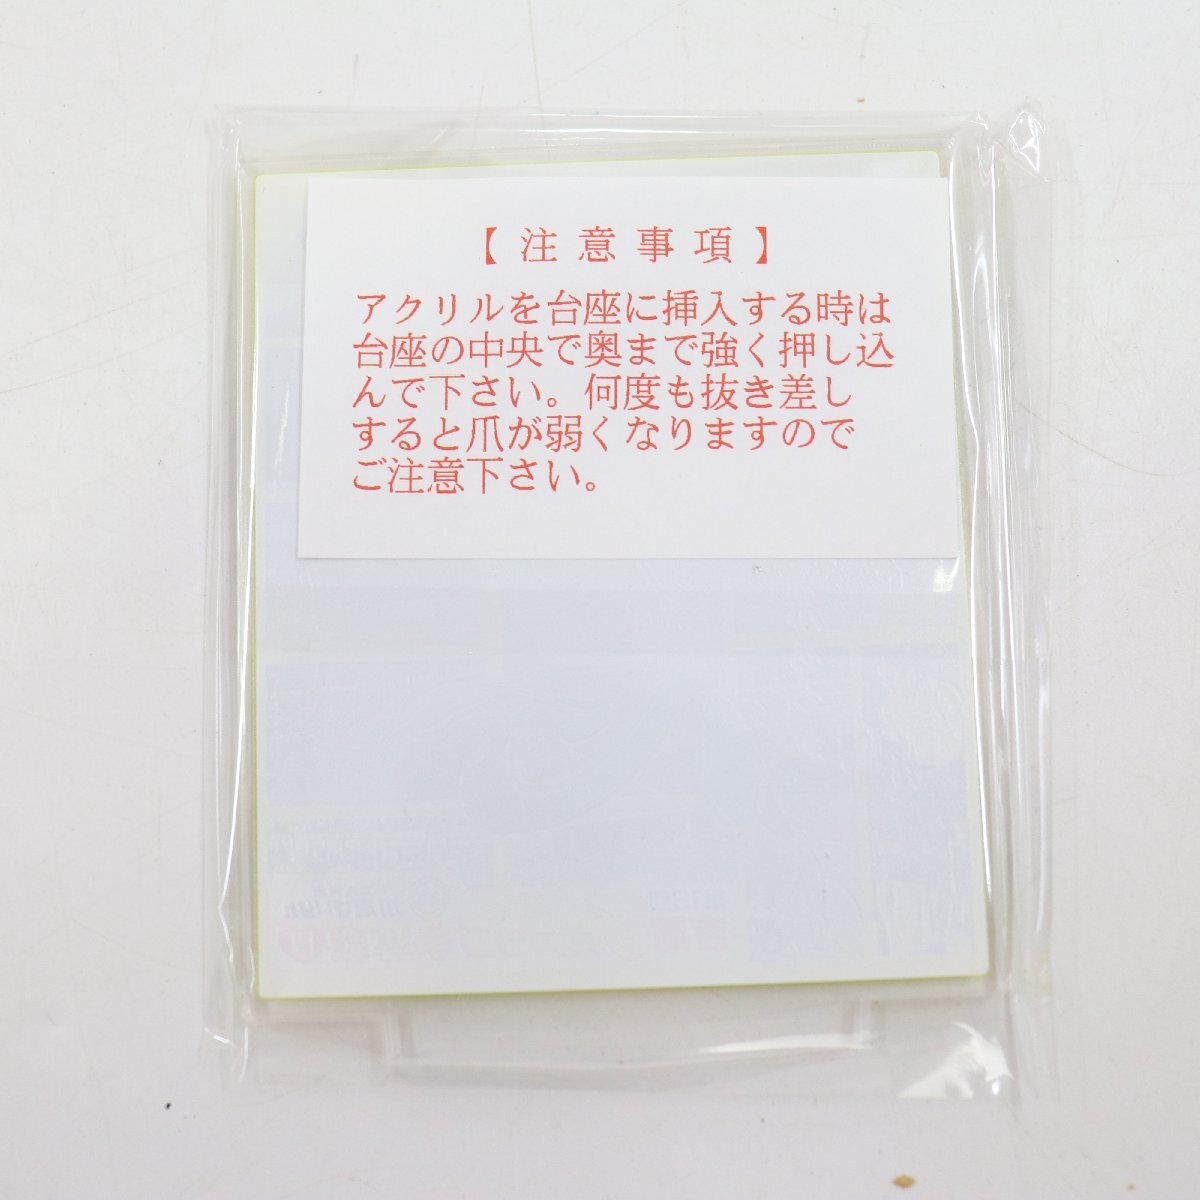 【注意事項】
アクリルを台座に挿入する時は
台座の中央で奥まで強く押し込
んで下さい。何度も抜き差し
すると爪が弱くなりますので
ご注意下さい。